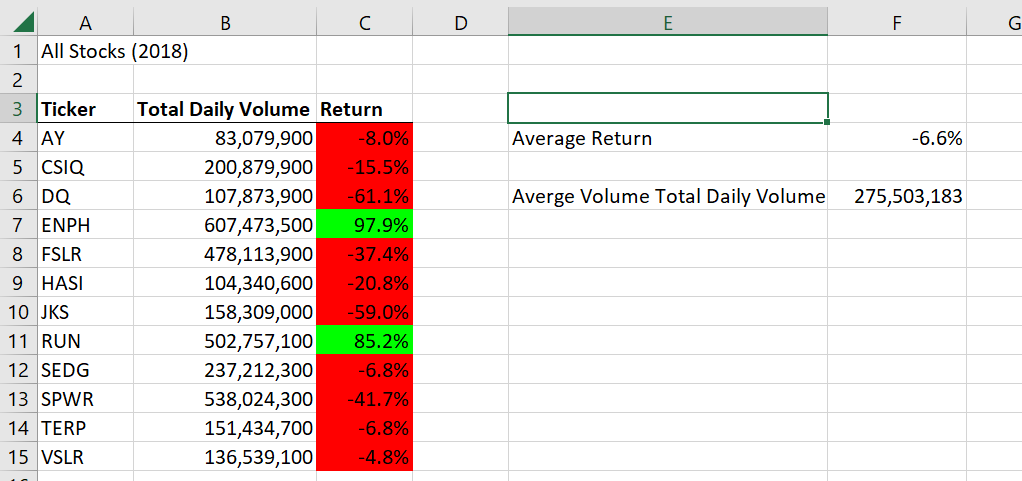 A B C D E F G
1 All Stocks (2018)
2
3 Ticker Total Daily Volume Return
4 AY 83,079,900 -8.0% Average Return -6.6%
5 CSIQ 200,879,900 -15.5%
6 DQ 107,873,900 -61.1% Averge Volume Total Daily Volume 275,503,183
7 ENPH 607,473,500 97.9%
8 FSLR 478,113,900 -37.4%
9 HASI 104,340,600 -20.8%
10 JKS 158,309,000 -59.0%
11 RUN 502,757,100 85.2%
12 SEDG 237,212,300 -6.8%
13 SPWR 538,024,300 -41.7%
14 TERP 151,434,700 -6.8%
15 VSLR 136,539,100 -4.8%